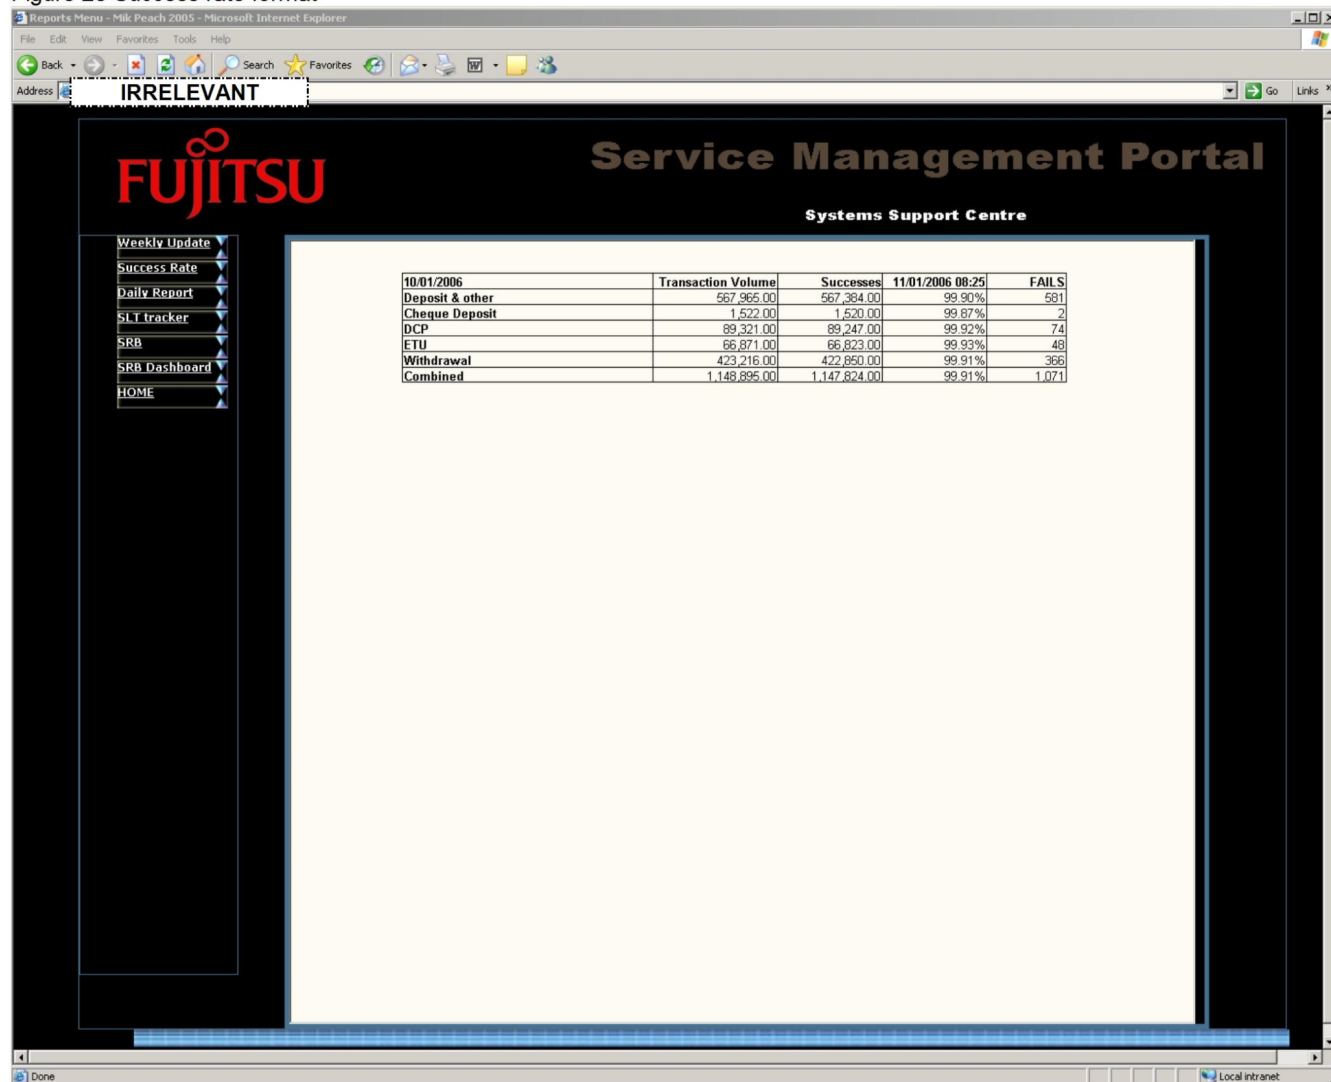 Reports Menu - Mik Peach 2005 - Microsoft Internet Explorer
File Edit View Favorites Tools Help
Back Search Favorites
Address IRRELEVANT Go Links
FUJITSU
Service Management Portal
Systems Support Centre
Weekly Update
Success Rate
Daily Report
SLT tracker
SRB
SRB Dashboard
HOME
10/01/2006 Transaction Volume Successes 11/01/2006 08:25 FAILS
Deposit & other 567,965.00 567,384.00 99.90% 581
Cheque Deposit 1,522.00 1,520.00 99.87% 2
DCP 89,321.00 89,247.00 99.92% 74
ETU 66,871.00 66,823.00 99.93% 48
Withdrawal 423,216.00 422,850.00 99.91% 366
Combined 1,148,895.00 1,147,824.00 99.91% 1,071
Done Local intranet